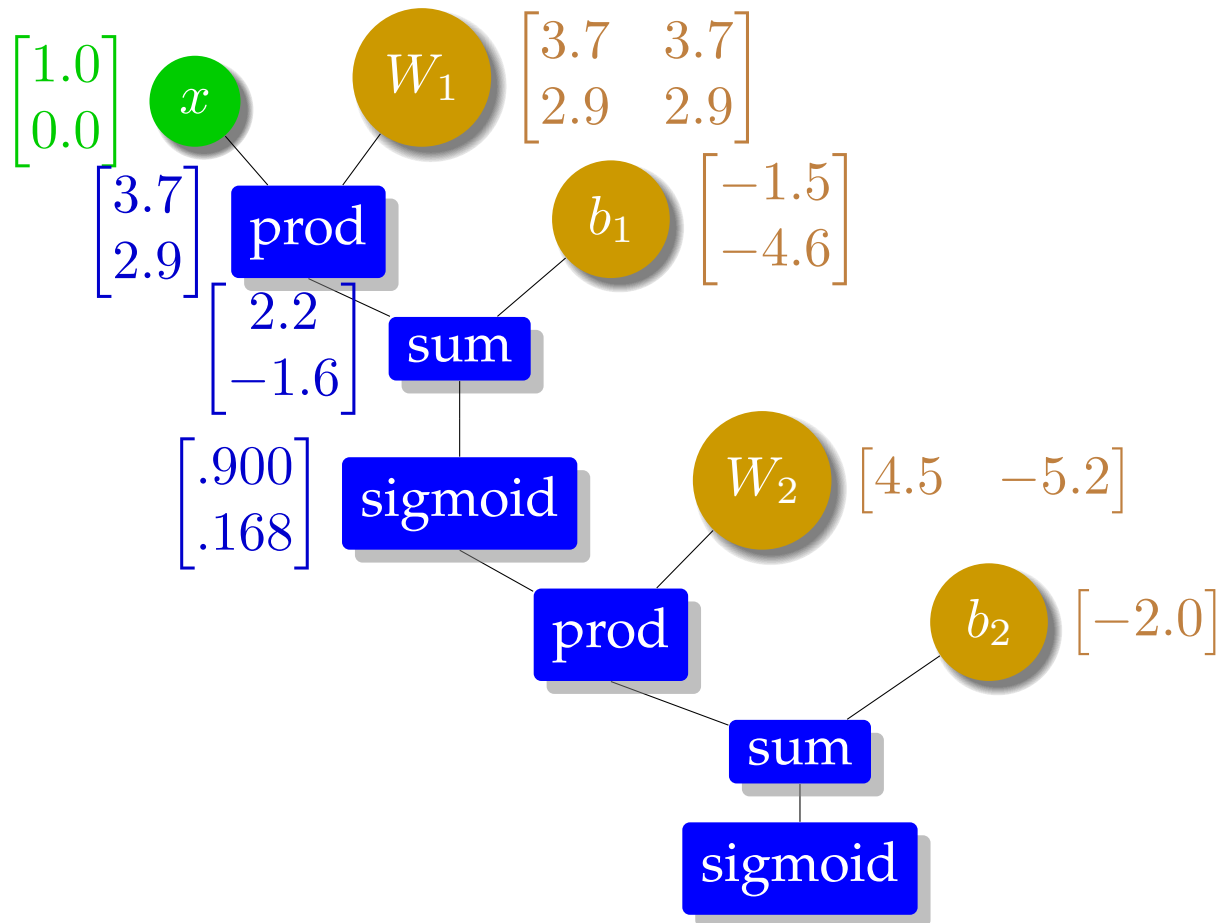 [1.0
0.0]
x
W₁
[3.7 3.7
2.9 2.9]
[3.7
2.9]
prod
b₁
[−1.5
−4.6]
[2.2
−1.6]
sum
[.900
.168]
sigmoid
W₂
[4.5 −5.2]
prod
b₂
[−2.0]
sum
sigmoid